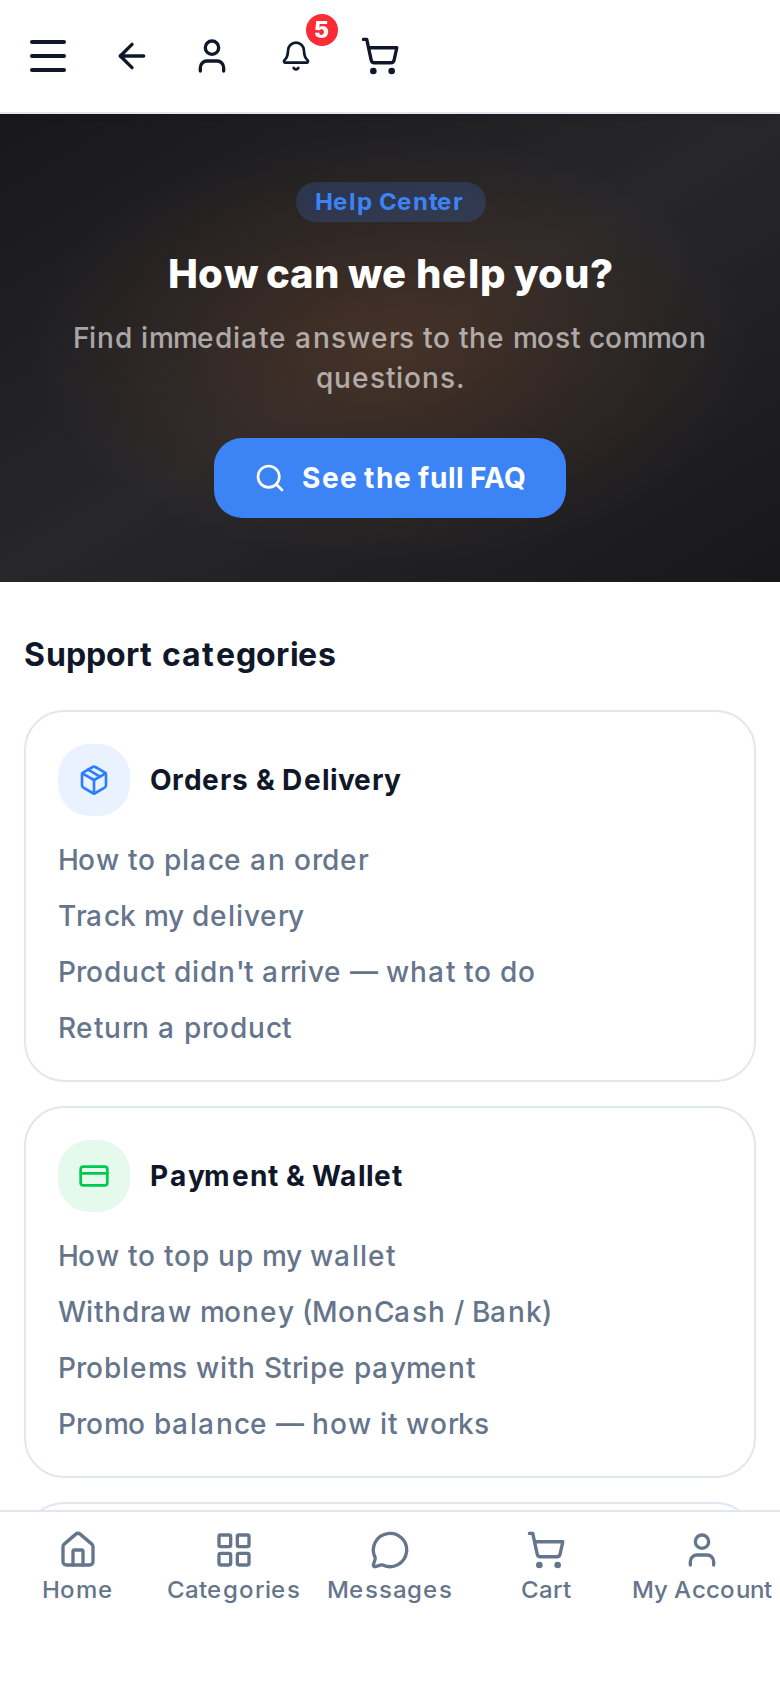 5
Help Center
How can we help you?
Find immediate answers to the most common
questions.
See the full FAQ
Support categories
Orders & Delivery
How to place an order
Track my delivery
Product didn't arrive — what to do
Return a product
Payment & Wallet
How to top up my wallet
Withdraw money (MonCash / Bank)
Problems with Stripe payment
Promo balance — how it works
Home
Categories
Messages
Cart
My Account